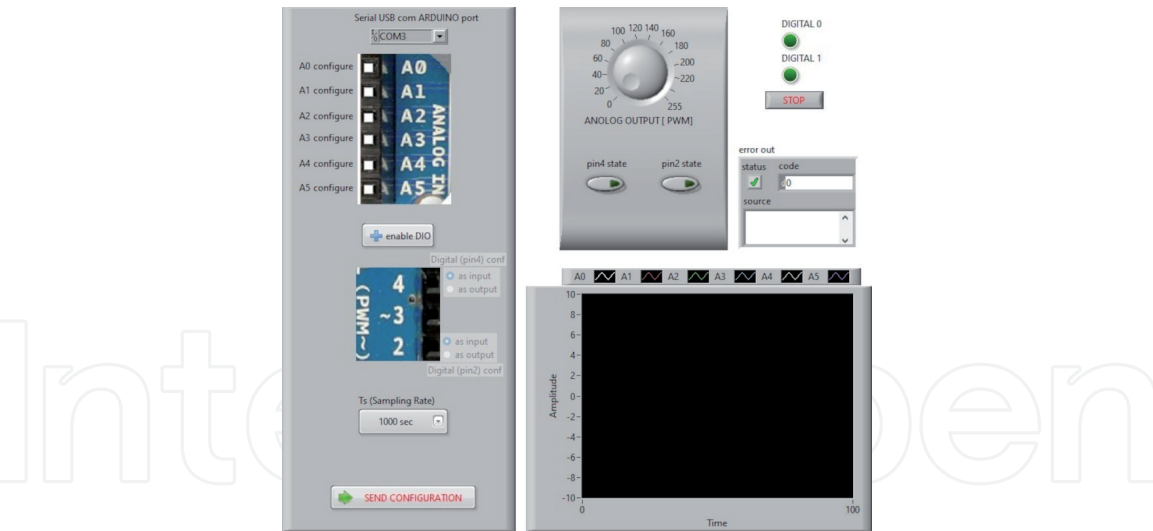 Serial USB com ARDUINO port
COM3
A0 configure
A1 configure
A2 configure
A3 configure
A4 configure
A5 configure
A0
A1
A2
A3
A4
A5
ANALOG IN
enable DIO
Digital (pin4) conf
as input
as output
4
~3
2
(PWM~)
as input
as output
Digital (pin2) conf
Ts (Sampling Rate)
1000 sec
SEND CONFIGURATION
0 20 40 60 80 100 120 140 160 180 200 220 255
ANOLOG OUTPUT [ PWM]
pin4 state pin2 state
DIGITAL 0
DIGITAL 1
STOP
error out
status code
0
source
A0 A1 A2 A3 A4 A5
Amplitude
10
8
6
4
2
0
-2
-4
-6
-8
-10
0 100
Time